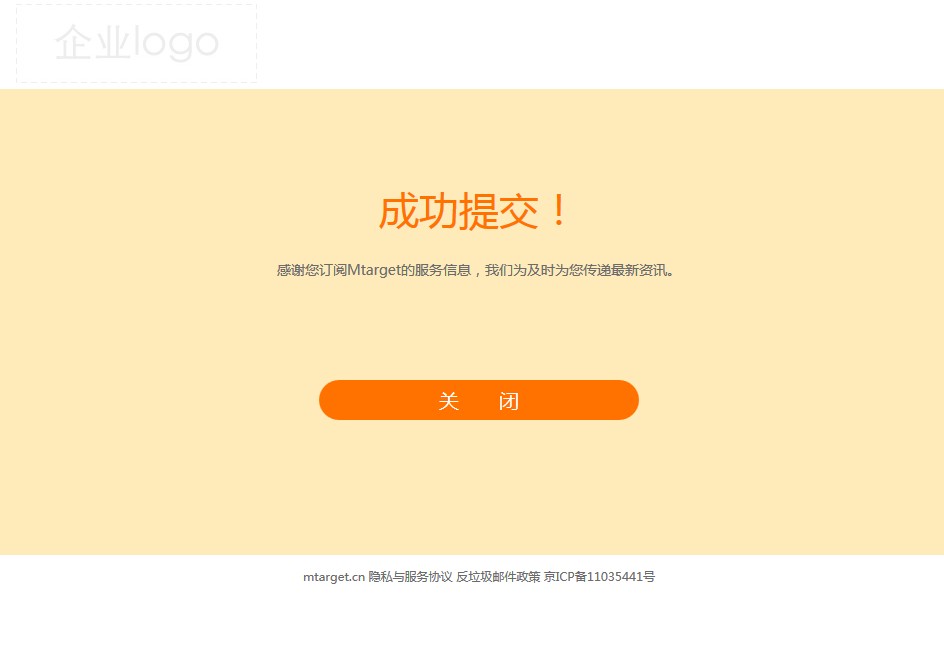 企业logo
成功提交！
感谢您订阅Mtarget的服务信息，我们为及时为您传递最新资讯。
关 闭
mtarget.cn 隐私与服务协议 反垃圾邮件政策 京ICP备11035441号